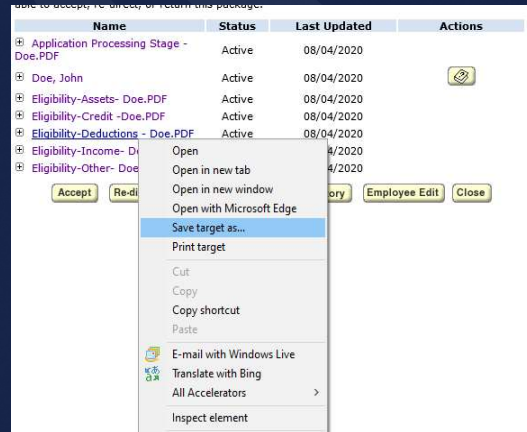 able to accept, re-direct, or return this package.
Name Status Last Updated Actions
Application Processing Stage - Active 08/04/2020
Doe.PDF
Doe, John Active 08/04/2020
Eligibility-Assets- Doe.PDF Active 08/04/2020
Eligibility-Credit -Doe.PDF Active 08/04/2020
Eligibility-Deductions - Doe.PDF Active 08/04/2020
Eligibility-Income- D 4/2020
Eligibility-Other- Doe 4/2020
Accept Re-di ory Employee Edit Close
Open
Open in new tab
Open in new window
Open with Microsoft Edge
Save target as...
Print target
Cut
Copy
Copy shortcut
Paste
E-mail with Windows Live
Translate with Bing
All Accelerators
Inspect element